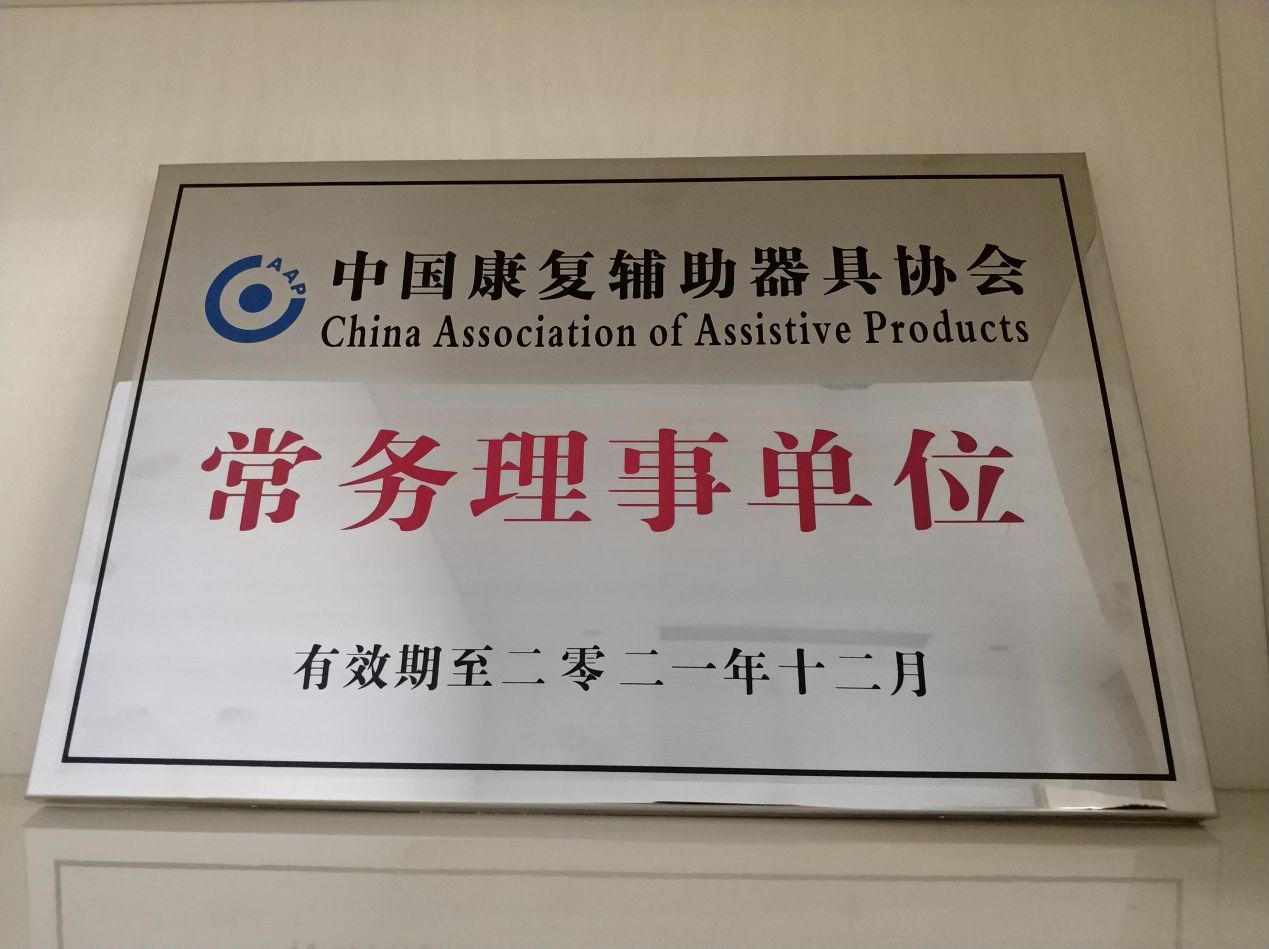 CAAP 中国康复辅助器具协会
China Association of Assistive Products
常务理事单位
有效期至二零二一年十二月